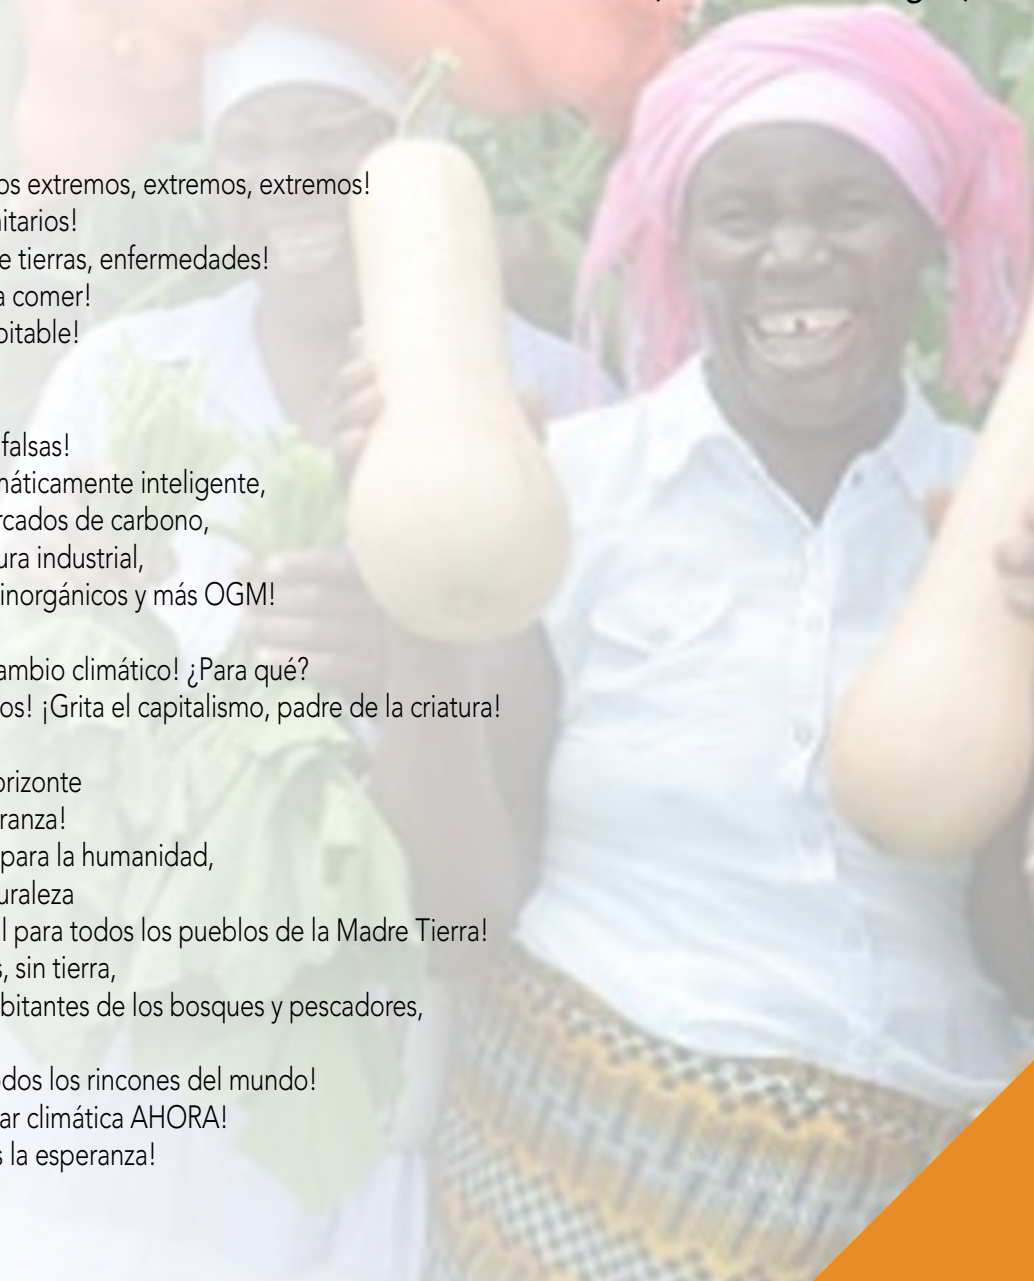 os extremos, extremos, extremos!
nitarios!
e tierras, enfermedades!
a comer!
bitable!
falsas!
máticamente inteligente,
rcados de carbono,
ura industrial,
inorgánicos y más OGM!
ambio climático! ¿Para qué?
os! ¡Grita el capitalismo, padre de la criatura!
orizonte
ranza!
para la humanidad,
uraleza
l para todos los pueblos de la Madre Tierra!
s, sin tierra,
bitantes de los bosques y pescadores,
odos los rincones del mundo!
ar climática AHORA!
s la esperanza!